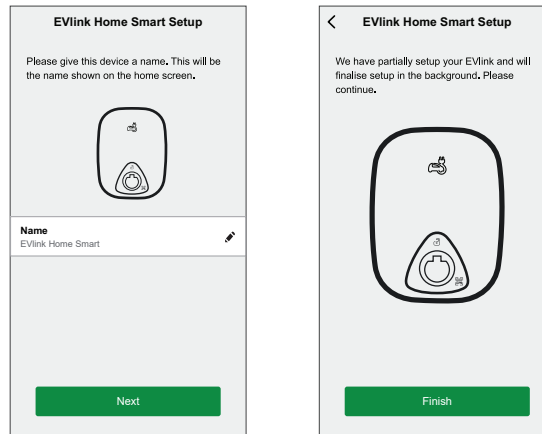 EVlink Home Smart Setup
Please give this device a name. This will be
the name shown on the home screen.
Name
EVlink Home Smart
Next
EVlink Home Smart Setup
We have partially setup your EVlink and will
finalise setup in the background. Please
continue.
Finish